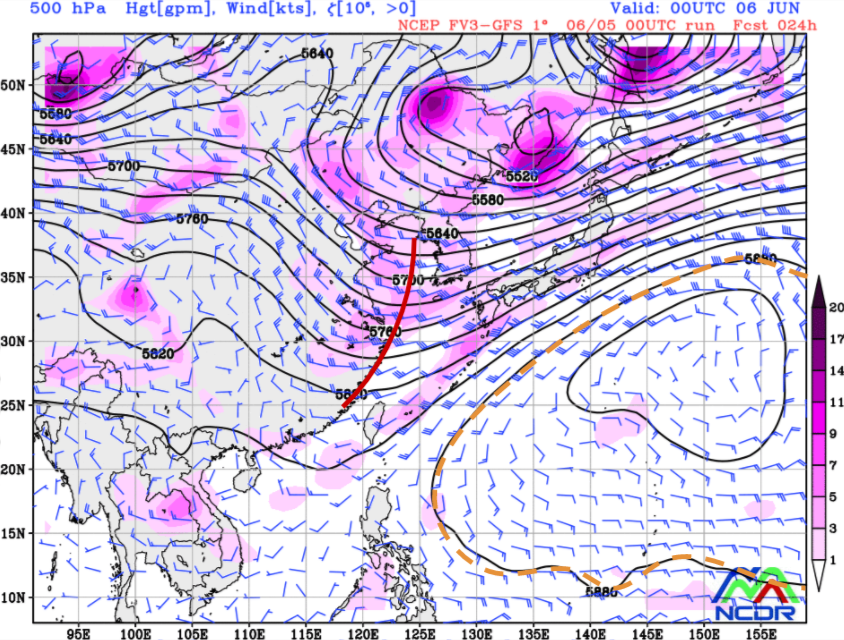 500 hPa Hgt[gpm], Wind[kts], ζ[10⁶, >0] Valid: 00UTC 06 JUN
NCEP FV3-GFS 1° 06/05 00UTC run Fcst 024h
5640
50N
5580
5640
45N
5700
5520
5580
40N
5760
5640
5880
35N
5700
5760
30N
5820
25N
20N
15N
10N
5880
20
17
14
11
9
7
5
3
1
NCDR
95E 100E 105E 110E 115E 120E 125E 130E 135E 140E 145E 150E 155E